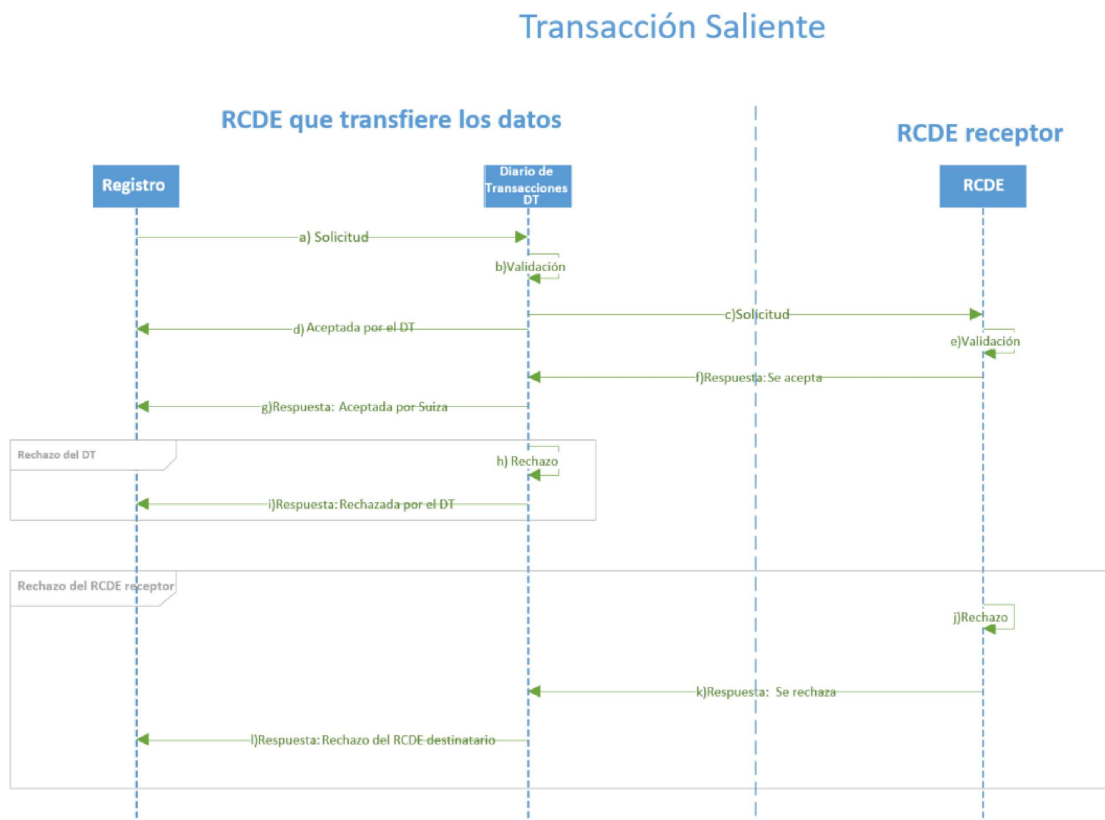 Transacción Saliente
RCDE que transfiere los datos
RCDE receptor
Registro
Diario de
Transacciones
DT
RCDE
a) Solicitud
b)Validación
c)Solicitud
d) Aceptada por el DT
e)Validación
f)Respuesta: Se acepta
g)Respuesta: Aceptada por Suiza
Rechazo del DT
h) Rechazo
i)Respuesta: Rechazada por el DT
Rechazo del RCDE receptor
j)Rechazo
k)Respuesta: Se rechaza
l)Respuesta: Rechazo del RCDE destinatario